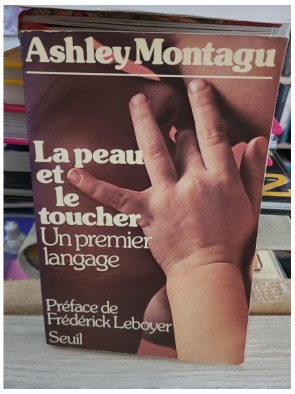 Ashley Montagu
La peau
et
le
toucher
Un premier
langage
Préface de
Frédérick Leboyer
Seuil